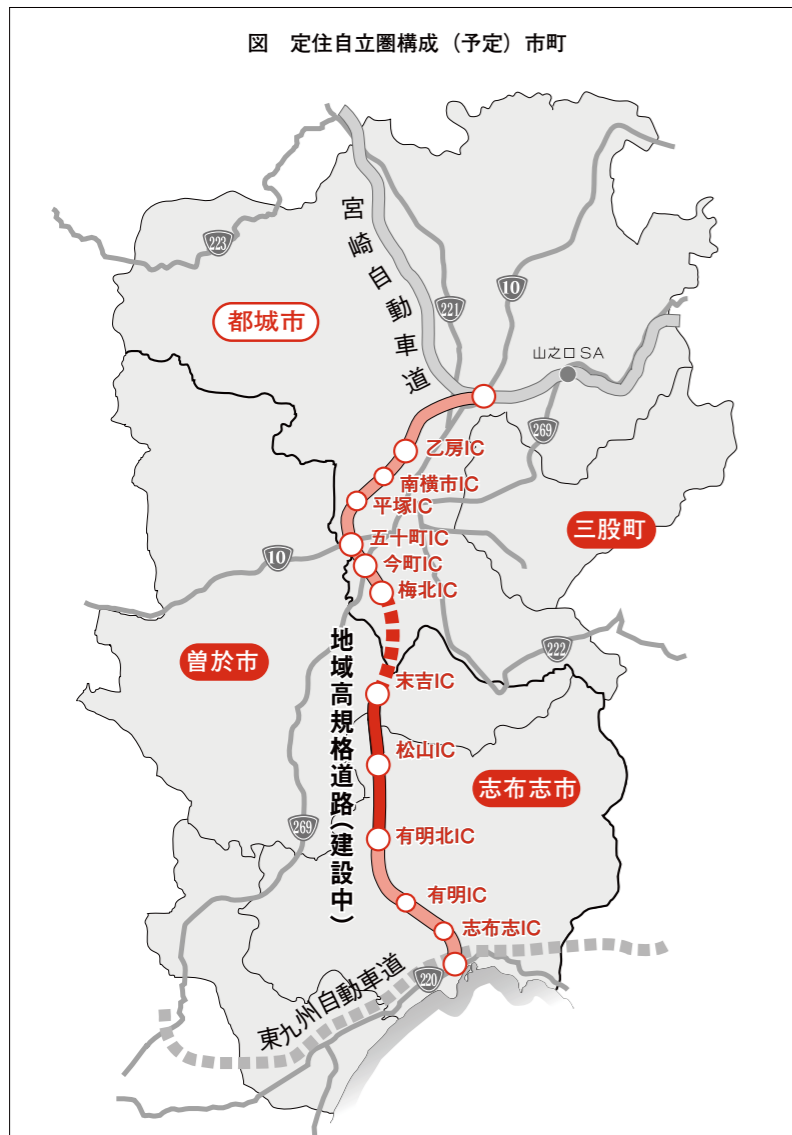 図 定住自立圏構成（予定）市町
宮崎自動車道
223
10
221
都城市
山之口SA
269
乙房IC
南横市IC
平塚IC
三股町
五十町IC
10
今町IC
梅北IC
地域高規格道路(建設中)
222
曽於市
末吉IC
松山IC
志布志市
269
有明北IC
有明IC
志布志IC
東九州自動車道
220